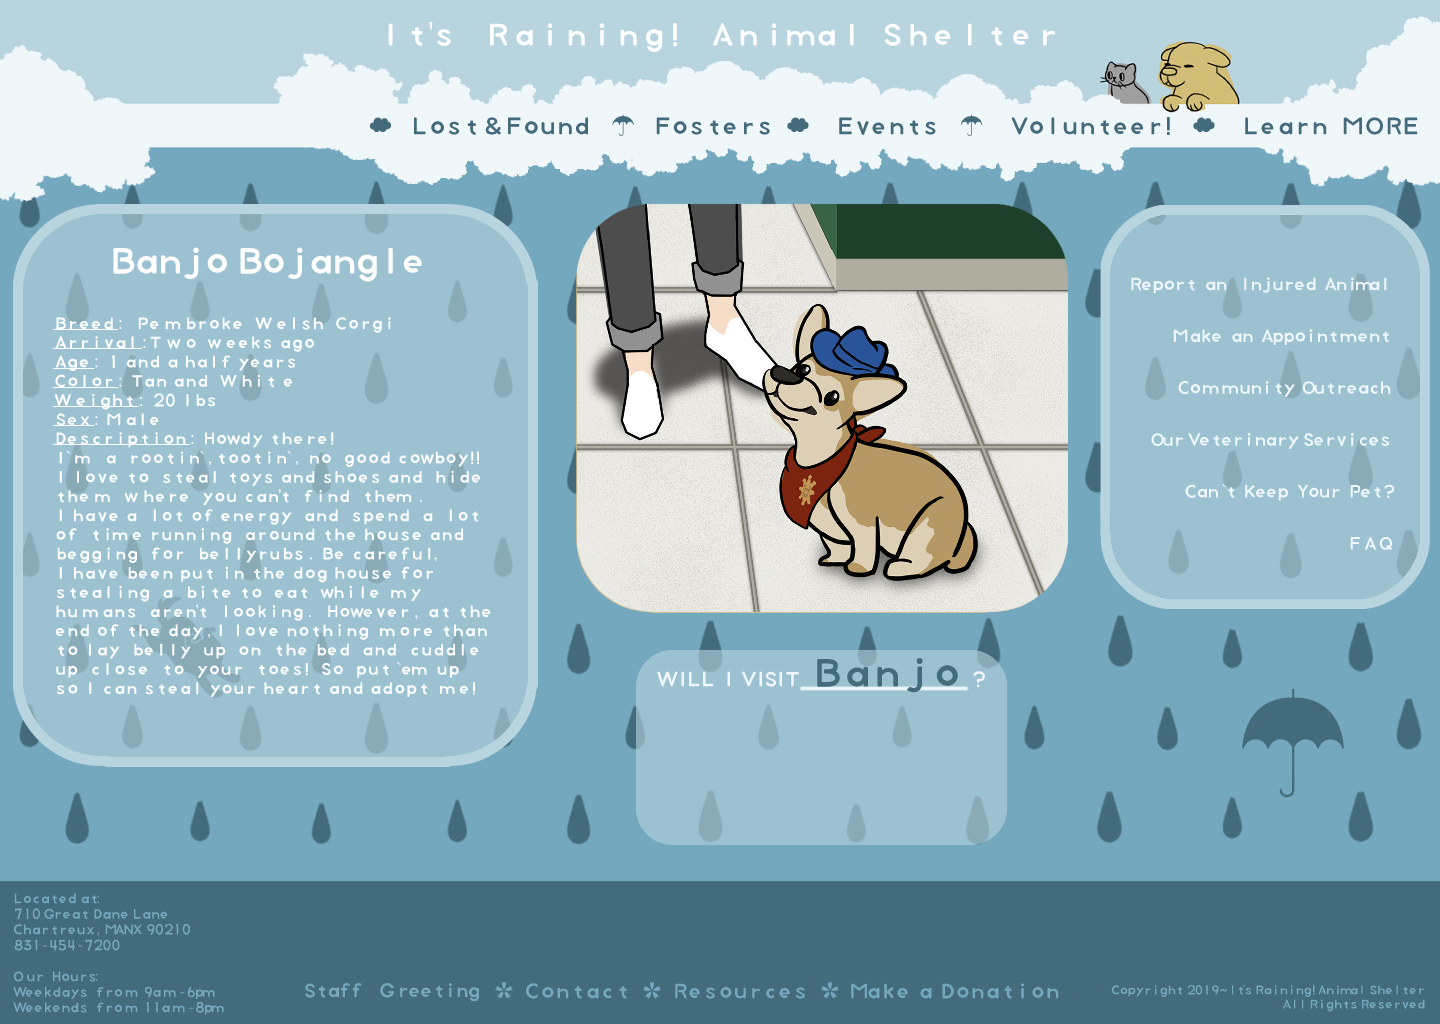 It's Raining! Animal Shelter
Lost&Found Fosters Events Volunteer! Learn MORE
Banjo Bojangle
Breed: Pembroke Welsh Corgi
Arrival: Two weeks ago
Age: 1 and a half years
Color: Tan and White
Weight: 20 lbs
Sex: Male
Description: Howdy there!
I`m a rootin`, tootin`, no good cowboy!!
I love to steal toys and shoes and hide
them where you can't find them.
I have a lot of energy and spend a lot
of time running around the house and
begging for bellyrubs. Be careful,
I have been put in the dog house for
stealing a bite to eat while my
humans aren't looking. However, at the
end of the day, I love nothing more than
to lay belly up on the bed and cuddle
up close to your toes! So put `em up
so I can steal your heart and adopt me!
WILL I VISIT Banjo ?
Report an Injured Animal
Make an Appointment
Community Outreach
Our Veterinary Services
Can't Keep Your Pet?
FAQ
Located at:
710 Great Dane Lane
Chartreux, MANX 90210
831-454-7200
Our Hours:
Weekdays from 9am-6pm
Weekends from 11am-8pm
Staff Greeting ✲ Contact ✲ Resources ✲ Make a Donation
Copyright 2019~It's Raining! Animal Shelter
All Rights Reserved